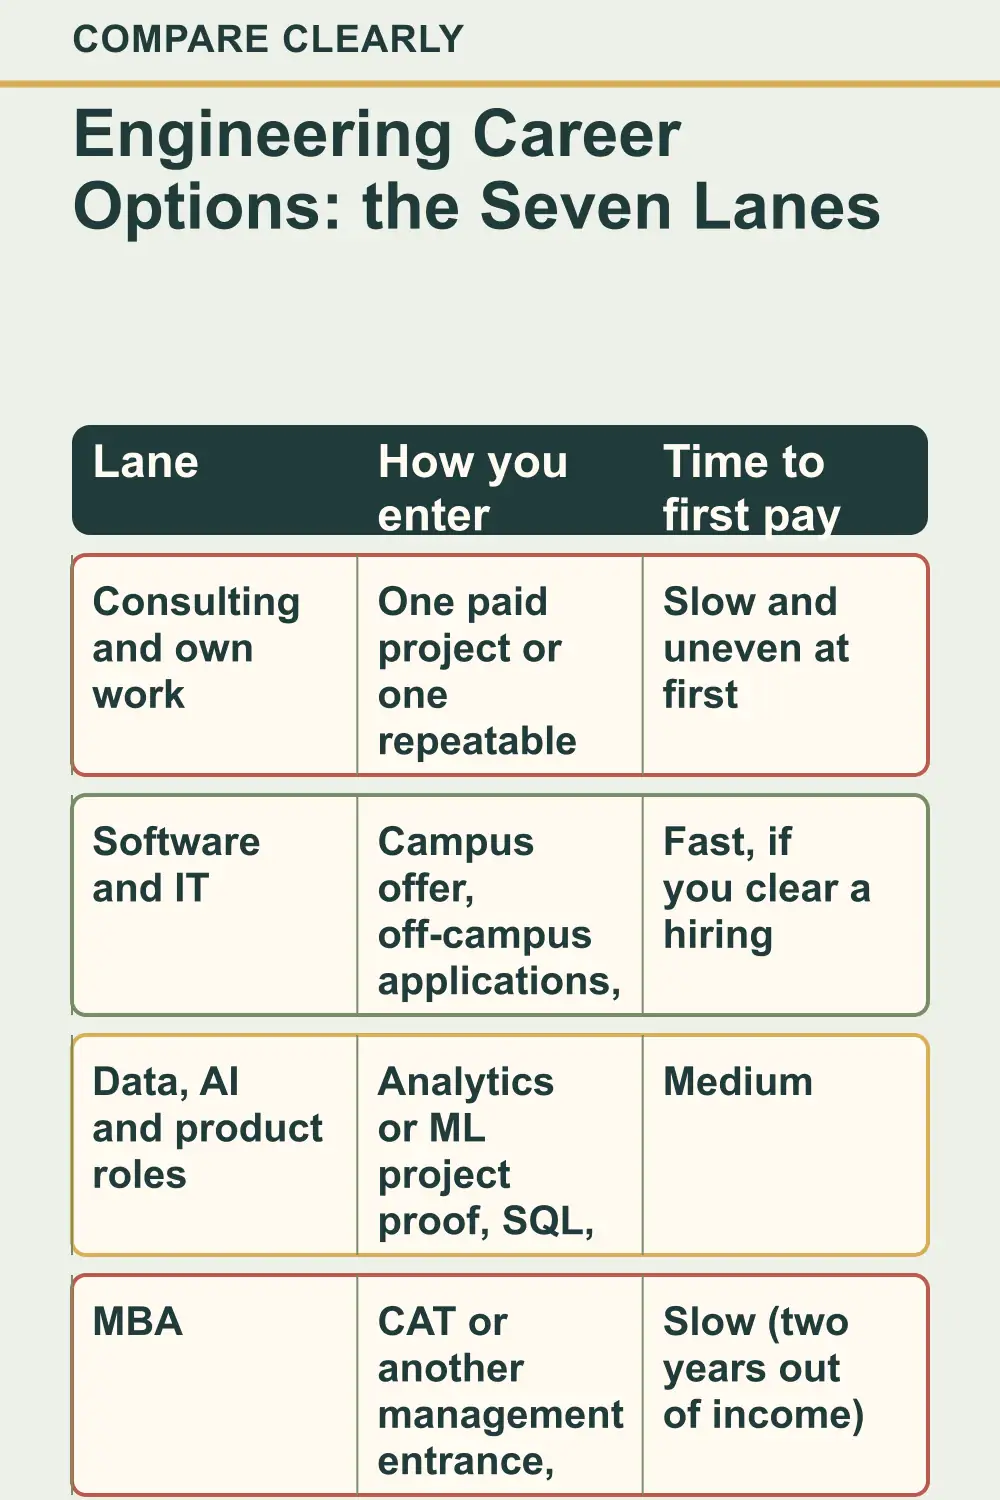 COMPARE CLEARLY
Engineering Career
Options: the Seven Lanes
Lane
How you
enter
Time to
first pay
Consulting
and own
work
One paid
project or
one
repeatable
Slow and
uneven at
first
Software
and IT
Campus
offer,
off-campus
applications,
Fast, if
you clear a
hiring
Data, AI
and product
roles
Analytics
or ML
project
proof, SQL,
Medium
MBA
CAT or
another
management
entrance,
Slow (two
years out
of income)